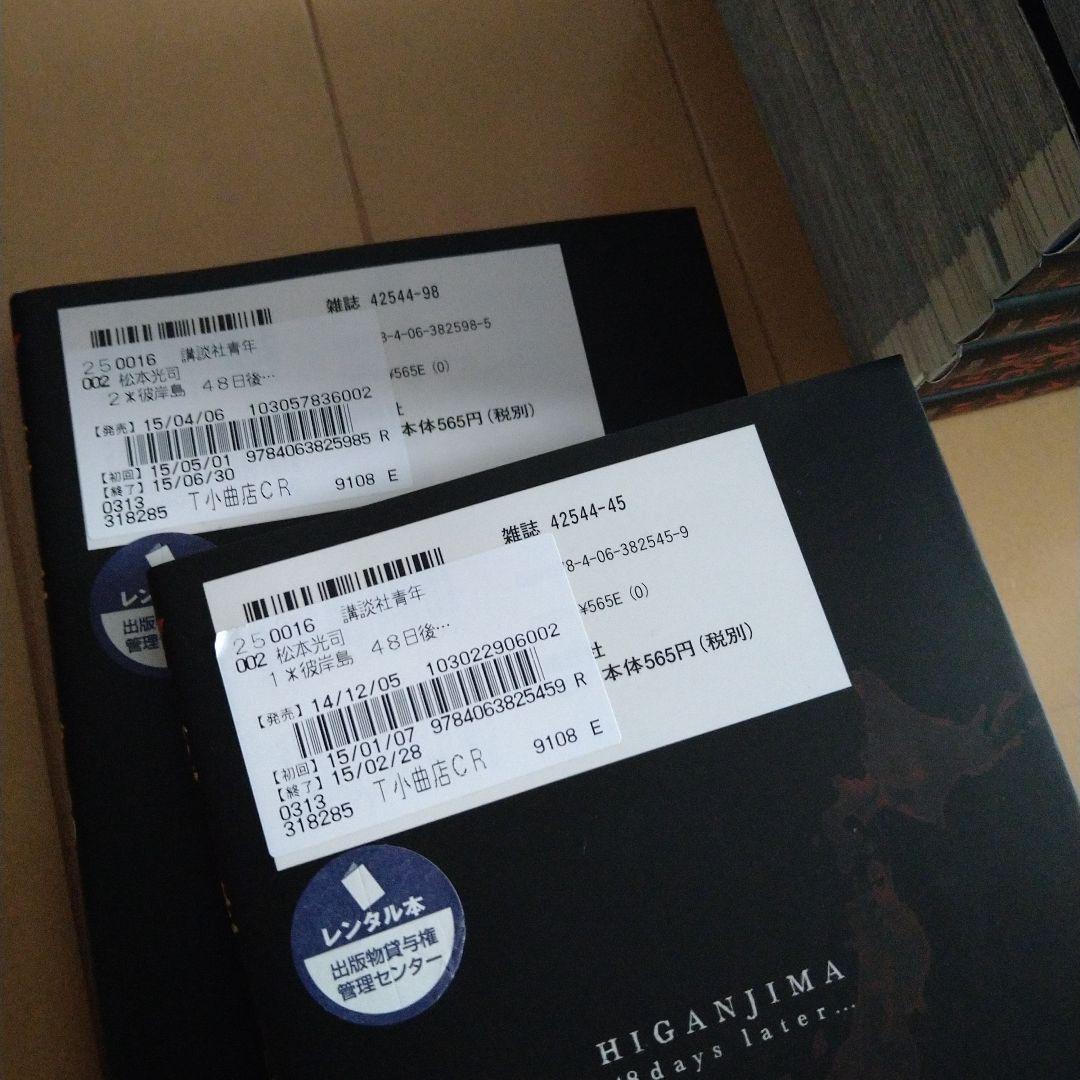 雑誌 42544-98
8-4-06-382598-5
¥565E (0)
社
本体565円(税別)
250016 講談社青年
002 松本光司
2*彼岸島 48日後…
【発売】15/04/06 103057836002
【初回】15/05/01 9784063825985 R
【終了】15/06/30
0313 T小曲店CR 9108 E
318285
レン
出版
管理
雑誌 42544-45
78-4-06-382545-9
¥565E (0)
社
本体565円(税別)
250016 講談社青年
002 松本光司
1*彼岸島 48日後…
【発売】14/12/05 103022906002
【初回】15/01/07 9784063825459 R
【終了】15/02/28
0313 T小曲店CR 9108 E
318285
レンタル本
出版物貸与権
管理センター
HIGANJIMA
48days later...